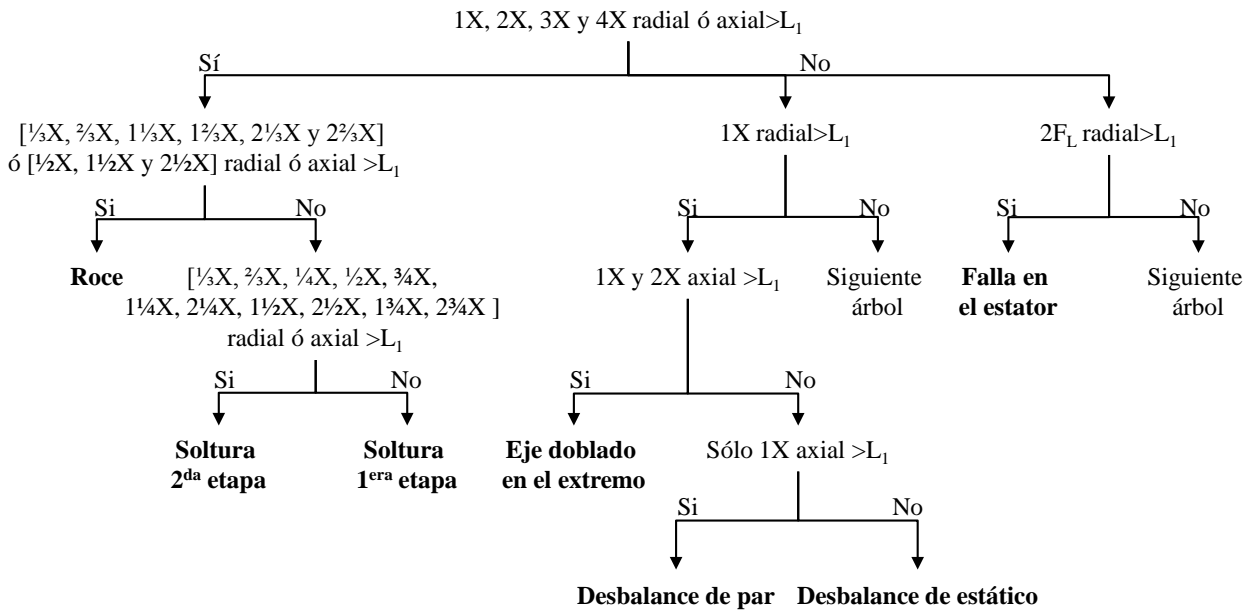 1X, 2X, 3X y 4X radial ó axial>L₁
Sí
No
[⅓X, ⅔X, 1⅓X, 1⅔X, 2⅓X y 2⅔X]
ó [½X, 1½X y 2½X] radial ó axial >L₁
1X radial>L₁
2F_L radial>L₁
Si
No
Si
No
Si
No
Roce
[⅓X, ⅔X, ¼X, ½X, ¾X,
1¼X, 2¼X, 1½X, 2½X, 1¾X, 2¾X ]
radial ó axial >L₁
1X y 2X axial >L₁
Siguiente
árbol
Falla en
el estator
Siguiente
árbol
Si
No
Si
No
Soltura
2ᵈᵃ etapa
Soltura
1ᵉʳᵃ etapa
Eje doblado
en el extremo
Sólo 1X axial >L₁
Si
No
Desbalance de par
Desbalance de estático